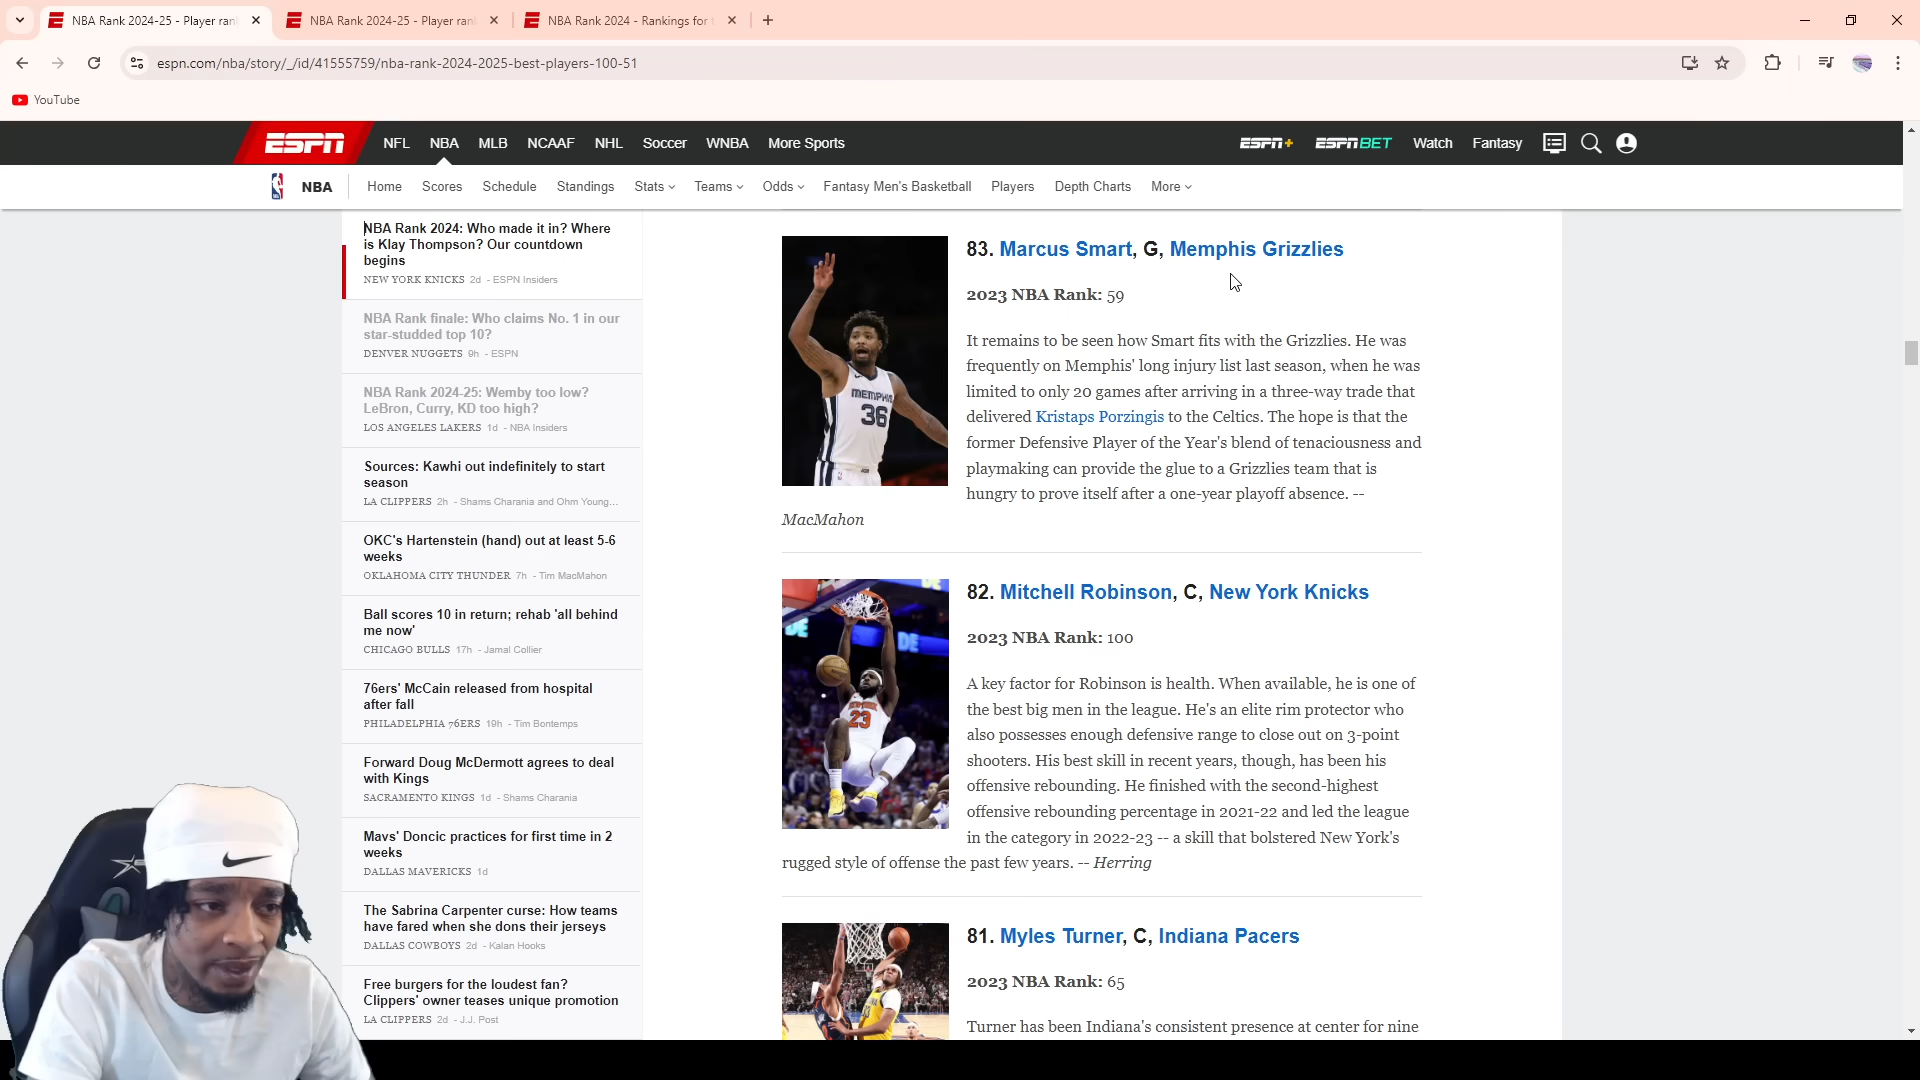 NBA Rank 2024-25 - Player ran
NBA Rank 2024-25 - Player ran
NBA Rank 2024 - Rankings for t
espn.com/nba/story/_/id/41555759/nba-rank-2024-2025-best-players-100-51
YouTube
ESPN
NFL NBA MLB NCAAF NHL Soccer WNBA More Sports
ESPN+ ESPN BET Watch Fantasy
NBA Home Scores Schedule Standings Stats Teams Odds Fantasy Men's Basketball Players Depth Charts More
NBA Rank 2024: Who made it in? Where
is Klay Thompson? Our countdown
begins
NEW YORK KNICKS 2d - ESPN Insiders
NBA Rank finale: Who claims No. 1 in our
star-studded top 10?
DENVER NUGGETS 9h - ESPN
NBA Rank 2024-25: Wemby too low?
LeBron, Curry, KD too high?
LOS ANGELES LAKERS 1d - NBA Insiders
Sources: Kawhi out indefinitely to start
season
LA CLIPPERS 2h - Shams Charania and Ohm Young...
OKC's Hartenstein (hand) out at least 5-6
weeks
OKLAHOMA CITY THUNDER 7h - Tim MacMahon
Ball scores 10 in return; rehab 'all behind
me now'
CHICAGO BULLS 17h - Jamal Collier
76ers' McCain released from hospital
after fall
PHILADELPHIA 76ERS 19h - Tim Bontemps
Forward Doug McDermott agrees to deal
with Kings
SACRAMENTO KINGS 1d - Shams Charania
Mavs' Doncic practices for first time in 2
weeks
DALLAS MAVERICKS 1d
The Sabrina Carpenter curse: How teams
have fared when she dons their jerseys
DALLAS COWBOYS 2d - Kalan Hooks
Free burgers for the loudest fan?
Clippers' owner teases unique promotion
LA CLIPPERS 2d - J.J. Post
MEMPHIS
36
83. Marcus Smart, G, Memphis Grizzlies
2023 NBA Rank: 59
It remains to be seen how Smart fits with the Grizzlies. He was
frequently on Memphis' long injury list last season, when he was
limited to only 20 games after arriving in a three-way trade that
delivered Kristaps Porzingis to the Celtics. The hope is that the
former Defensive Player of the Year's blend of tenaciousness and
playmaking can provide the glue to a Grizzlies team that is
hungry to prove itself after a one-year playoff absence. --
MacMahon
DE
DE
23
82. Mitchell Robinson, C, New York Knicks
2023 NBA Rank: 100
A key factor for Robinson is health. When available, he is one of
the best big men in the league. He's an elite rim protector who
also possesses enough defensive range to close out on 3-point
shooters. His best skill in recent years, though, has been his
offensive rebounding. He finished with the second-highest
offensive rebounding percentage in 2021-22 and led the league
in the category in 2022-23 -- a skill that bolstered New York's
rugged style of offense the past few years. -- Herring
81. Myles Turner, C, Indiana Pacers
2023 NBA Rank: 65
Turner has been Indiana's consistent presence at center for nine